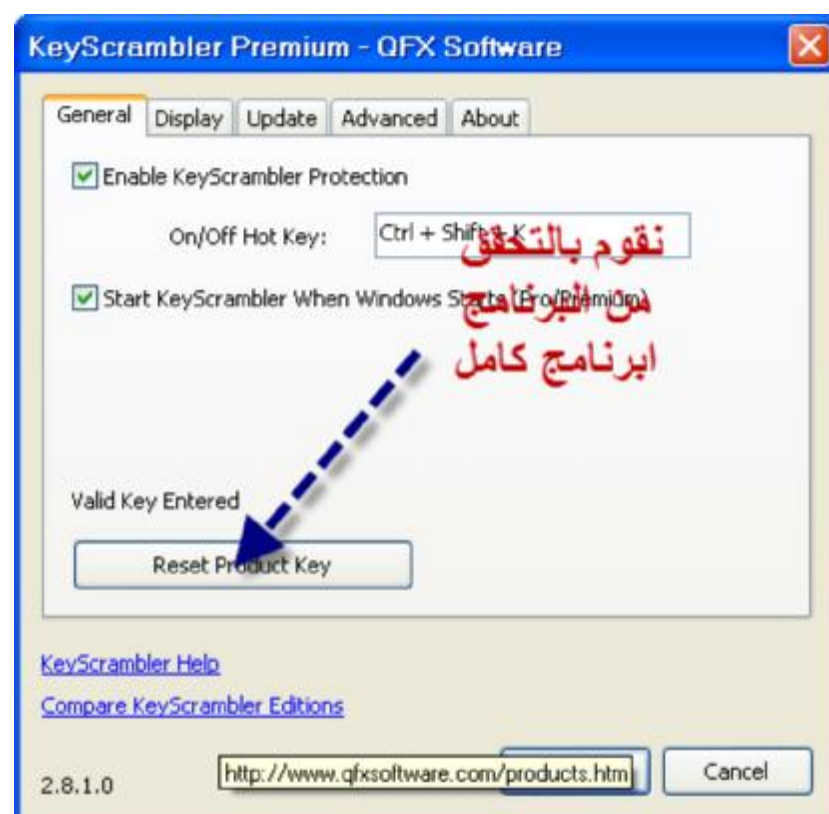 KeyScrambler Premium - QFX Software
General Display Update Advanced About
Enable KeyScrambler Protection
On/Off Hot Key: Ctrl + Shift + K
نقوم بالتحقق
Start KeyScrambler When Windows Starts (Pro/Premium)
من البرنامج
ابرنامج كامل
Valid Key Entered
Reset Product Key
KeyScrambler Help
Compare KeyScrambler Editions
http://www.qfxsoftware.com/products.htm
Cancel
2.8.1.0